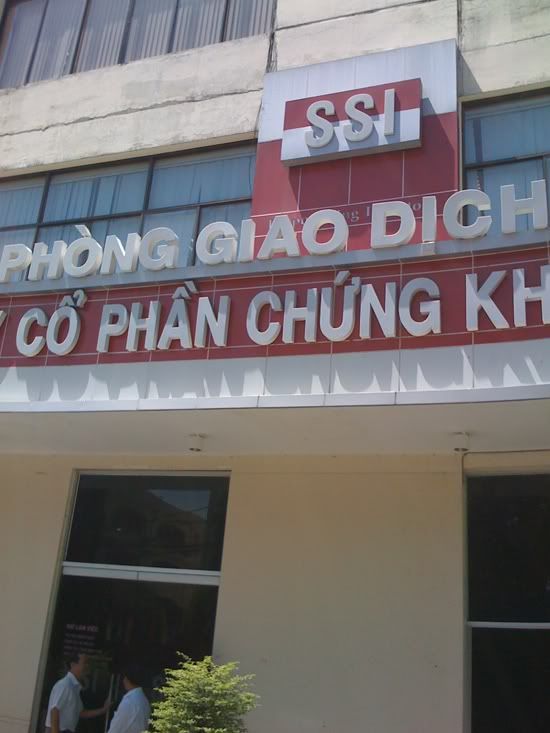 SSI
PHÒNG GIAO DỊCH
CỔ PHẦN CHỨNG KH